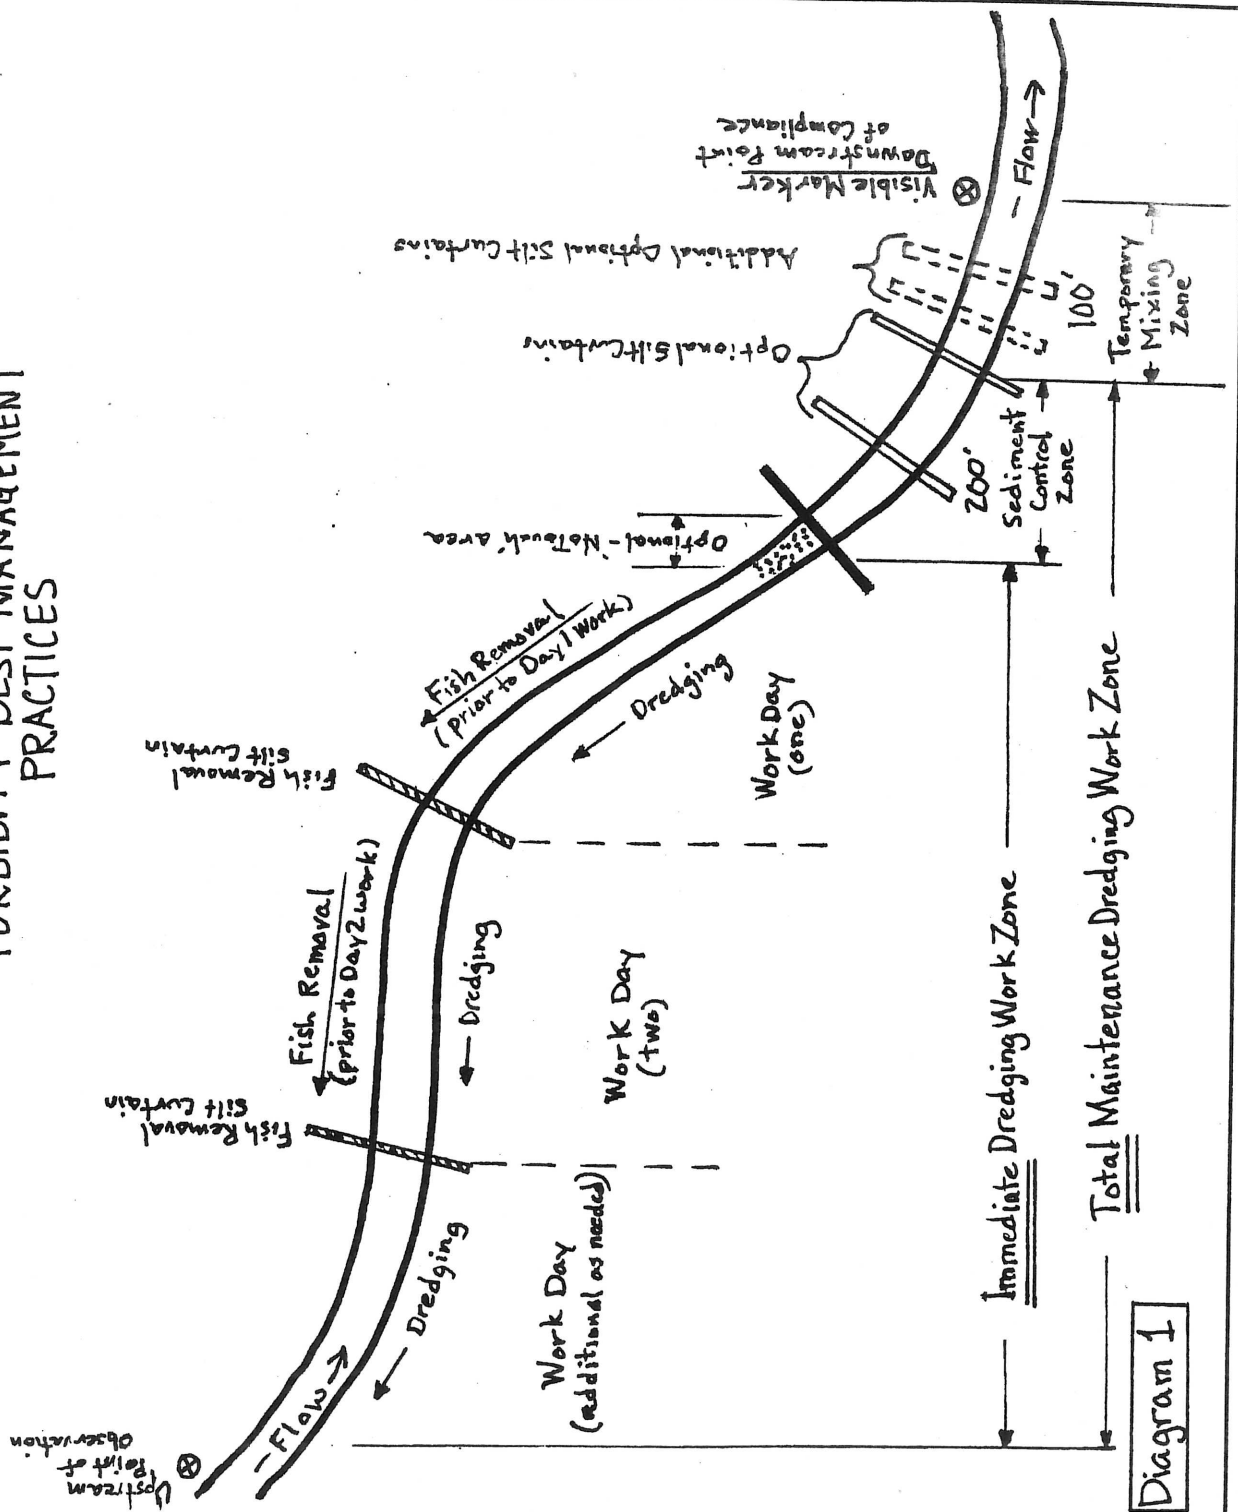 TURBIDITY BEST MANAGEMENT
PRACTICES
Upstream
Point of
Observation
- Flow →
Dredging
Work Day
(additional as needed)
Fish Removal
Silt Curtain
Fish Removal
(prior to Day 2 work)
Dredging
Work Day
(two)
Fish Removal
Silt Curtain
Fish Removal
(prior to Day 1 work)
Dredging
Work Day
(one)
Optional - "No Touch" area
Optional Silt Curtains
Additional Optional Silt Curtains
Visible Marker
Downstream Point
of Compliance
- Flow →
200'
Sediment
Control
Zone
100'
Temporary
Mixing
Zone
Immediate Dredging Work Zone
Total Maintenance Dredging Work Zone
Diagram 1